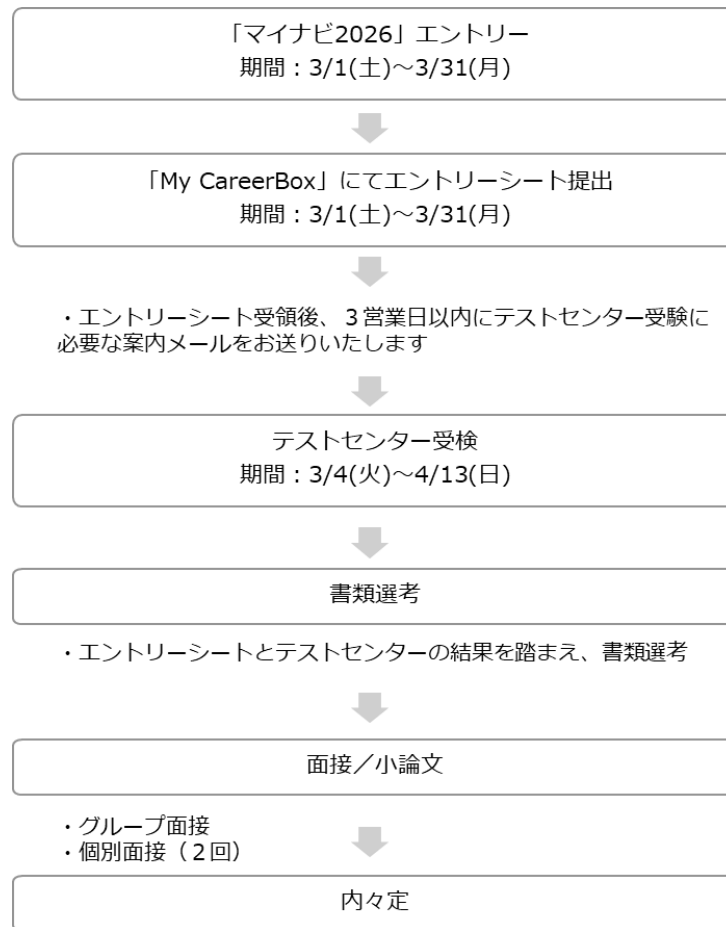 「マイナビ2026」エントリー
期間：3/1(土)～3/31(月)
「My CareerBox」にてエントリーシート提出
期間：3/1(土)～3/31(月)
・エントリーシート受領後、３営業日以内にテストセンター受験に
必要な案内メールをお送りいたします
テストセンター受検
期間：3/4(火)～4/13(日)
書類選考
・エントリーシートとテストセンターの結果を踏まえ、書類選考
面接／小論文
・グループ面接
・個別面接（２回）
内々定